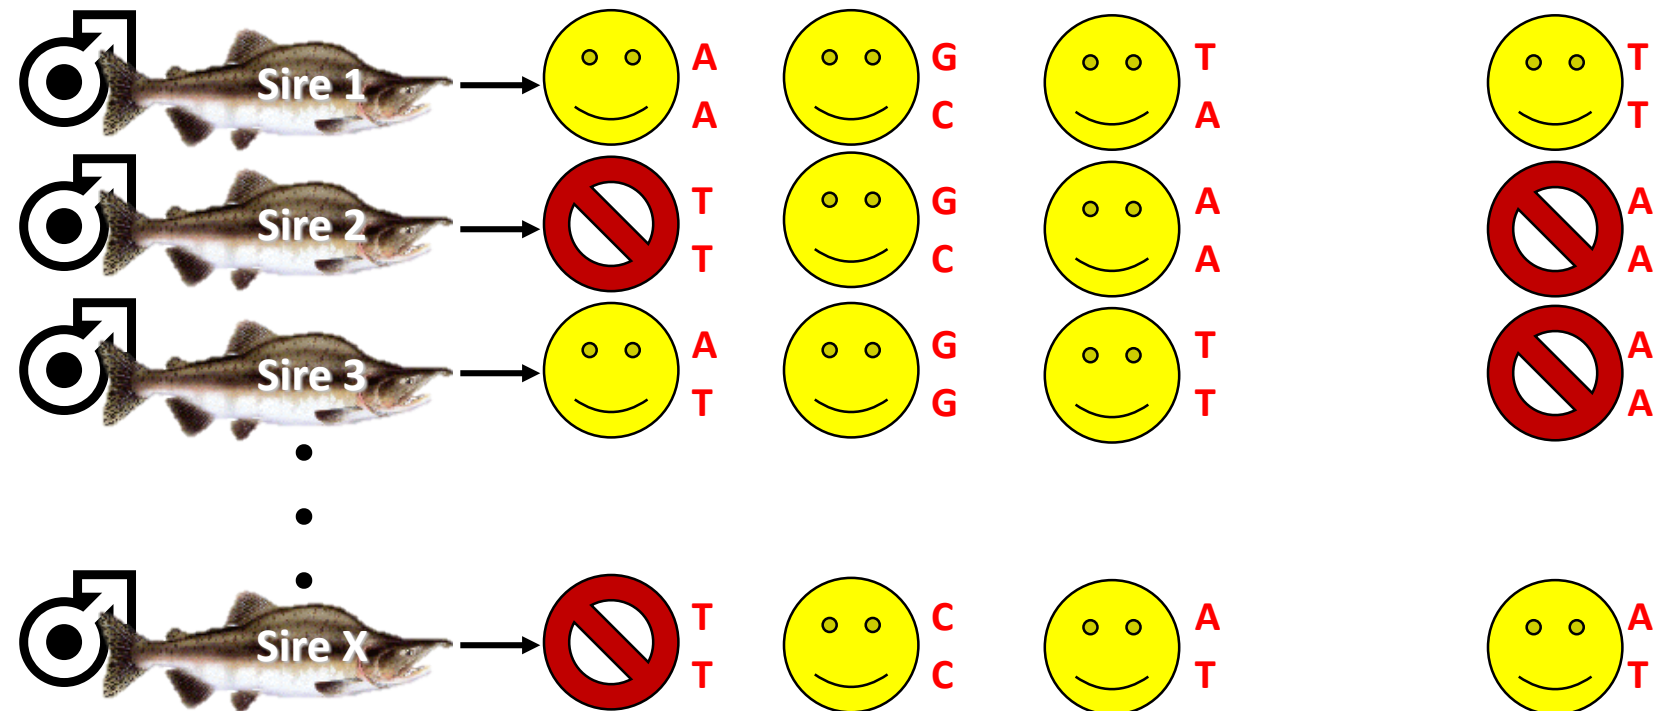 Sire 1 A G T T
A C A T
Sire 2 T G A A
T C A A
Sire 3 A G T A
T G T A
Sire X T C A A
T C T T